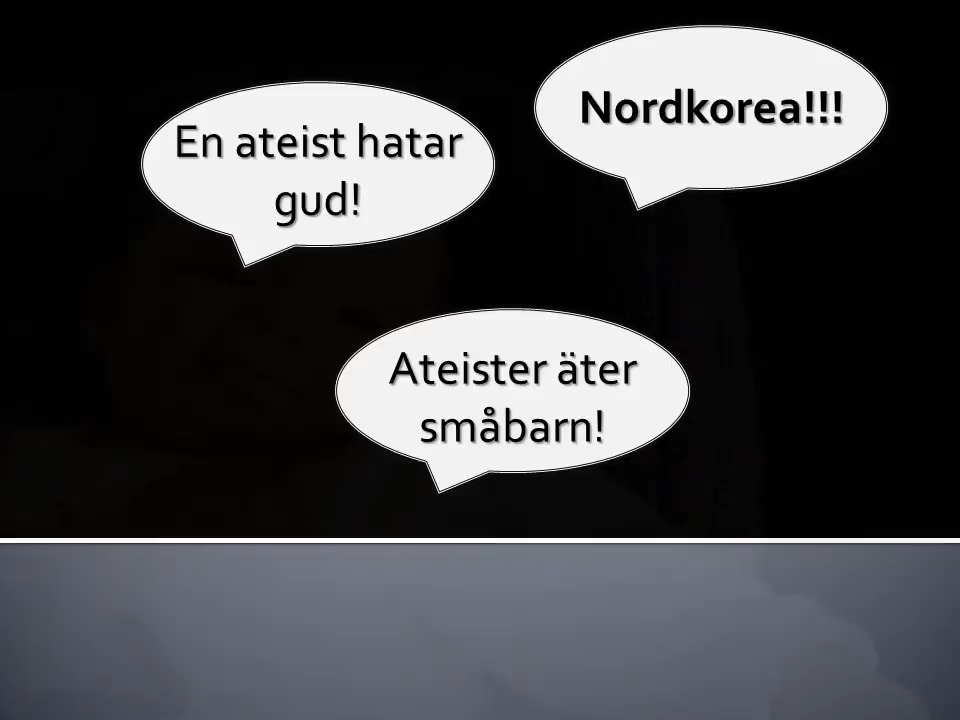 En ateist hatar
gud!
Nordkorea!!!
Ateister äter
småbarn!